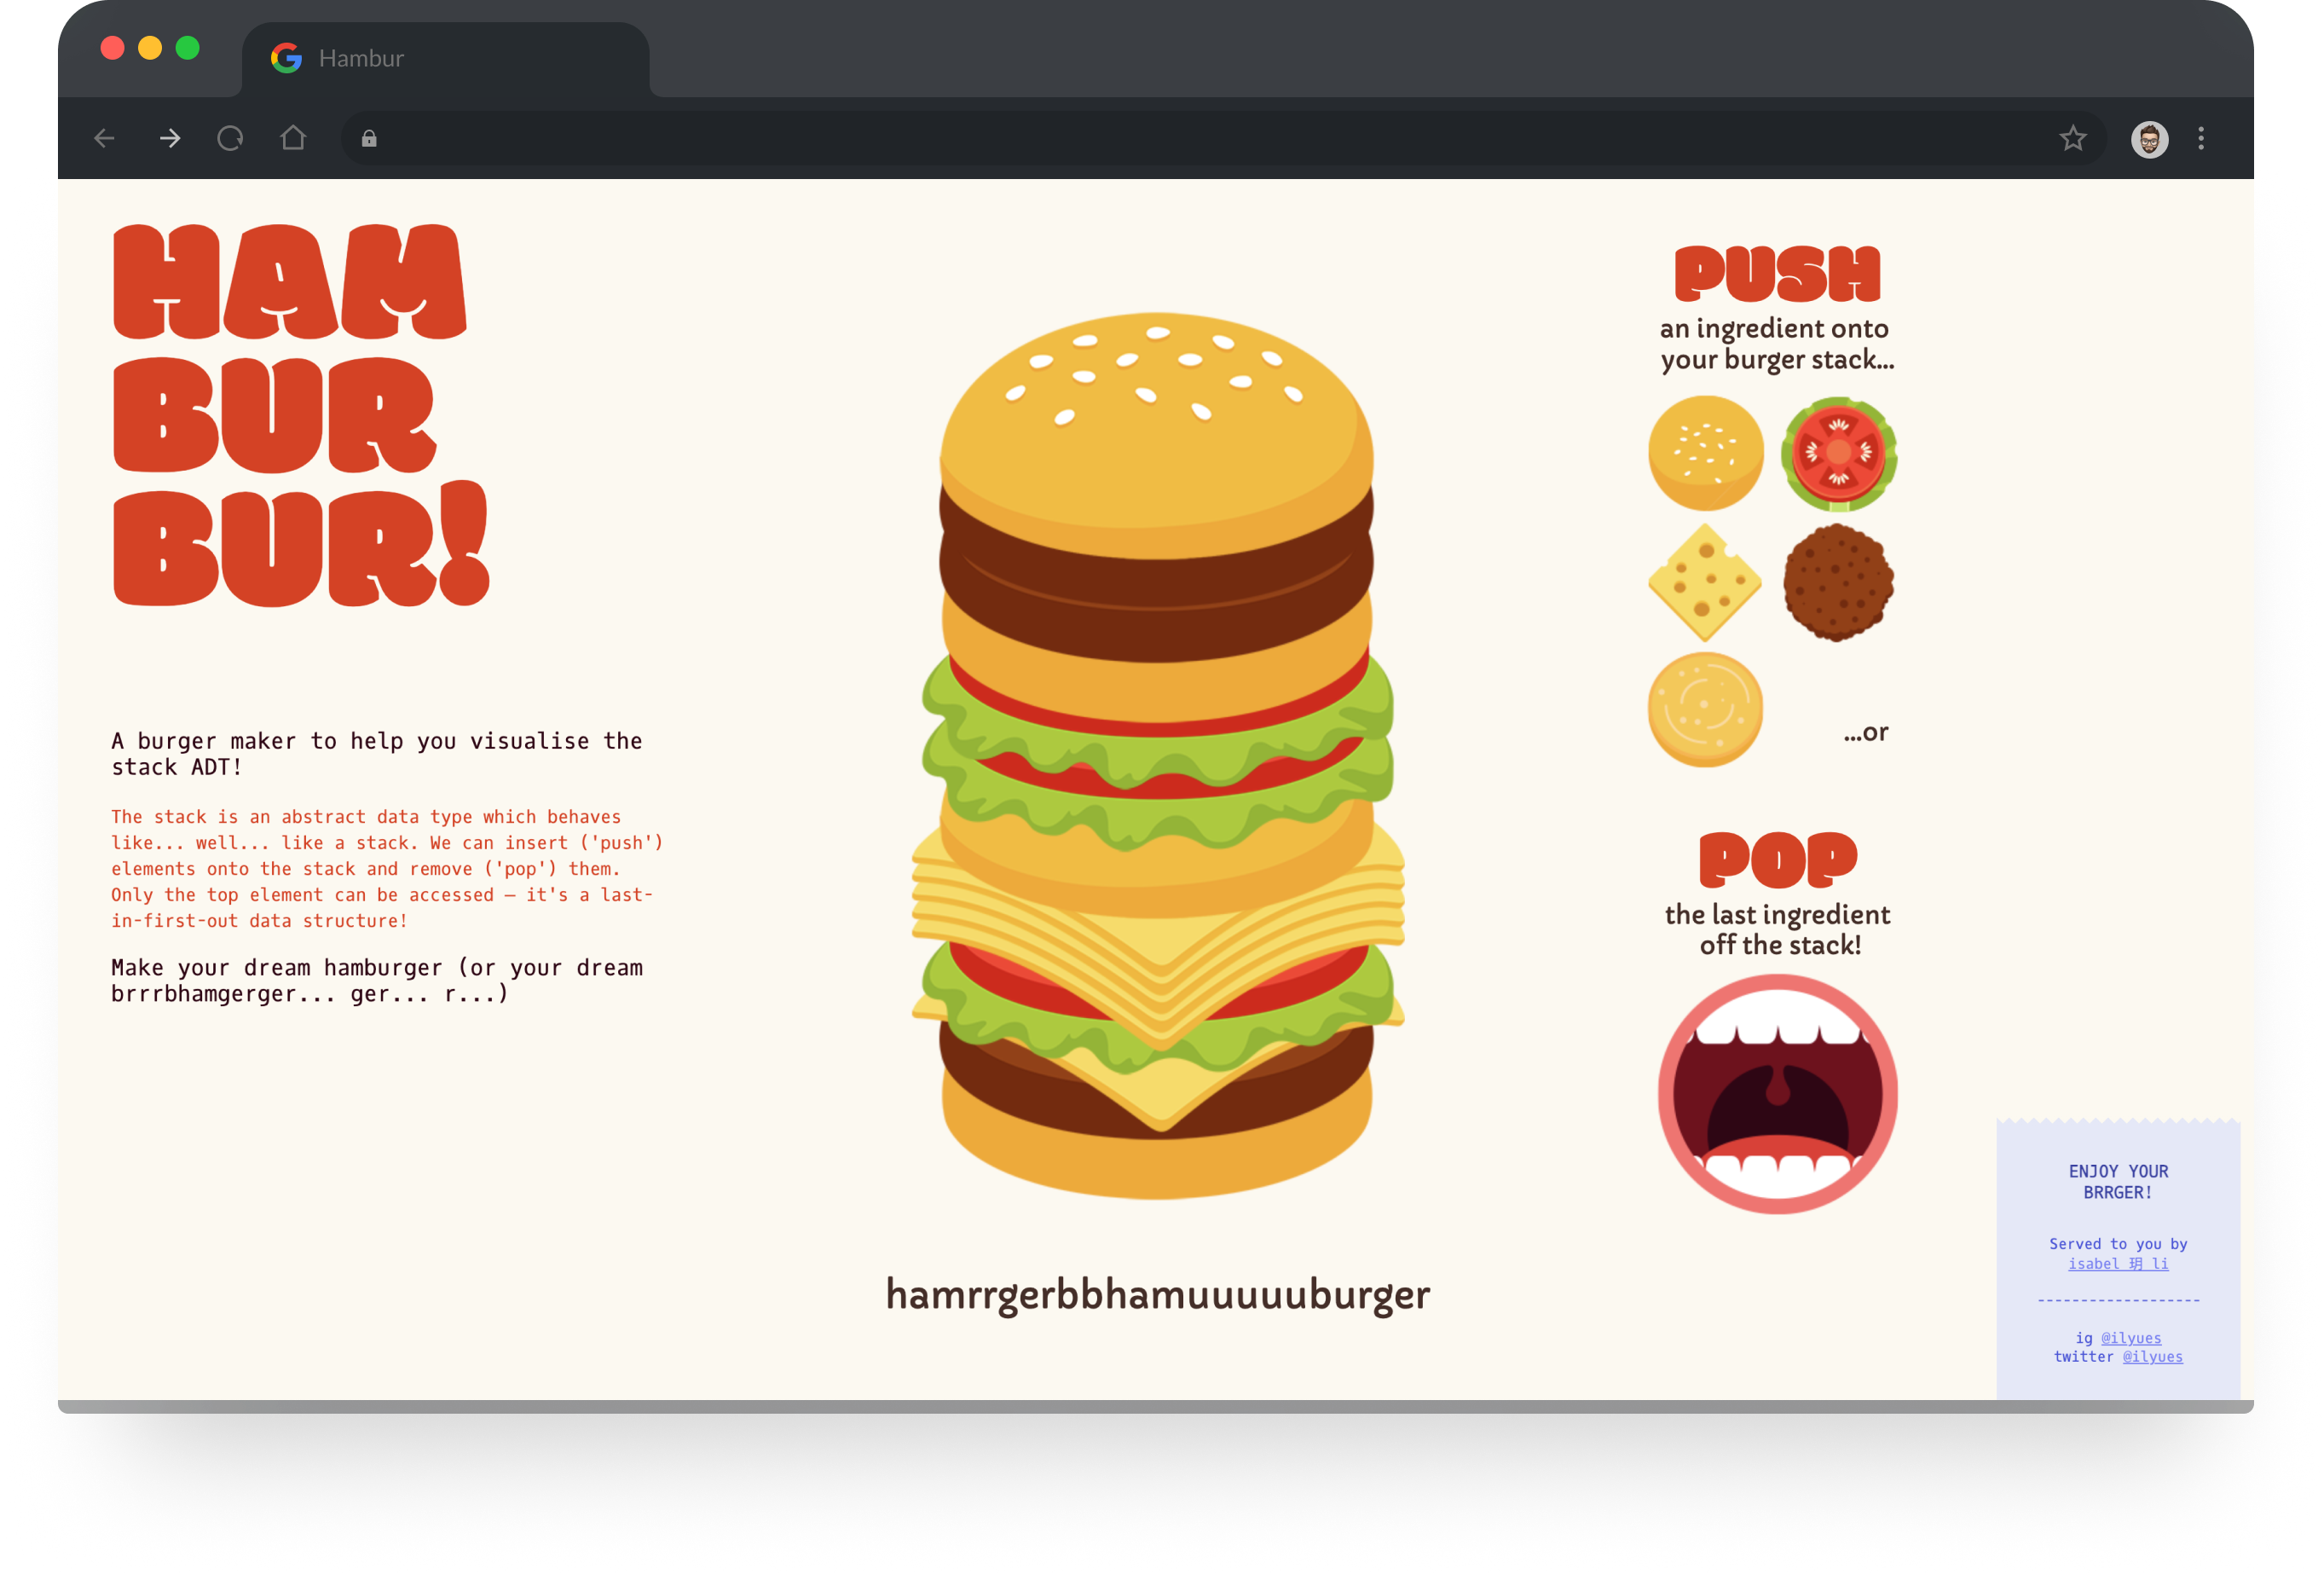 Hambur
HAM
BUR
BUR!
A burger maker to help you visualise the
stack ADT!
The stack is an abstract data type which behaves
like... well... like a stack. We can insert ('push')
elements onto the stack and remove ('pop') them.
Only the top element can be accessed – it's a last-
in-first-out data structure!
Make your dream hamburger (or your dream
brrrbhamgerger... ger... r...)
hamrrgerbbhamuuuuuburger
PUSH
an ingredient onto
your burger stack...
...or
POP
the last ingredient
off the stack!
ENJOY YOUR
BRRGER!
Served to you by
isabel 玥 li
-------------------
ig @ilyues
twitter @ilyues